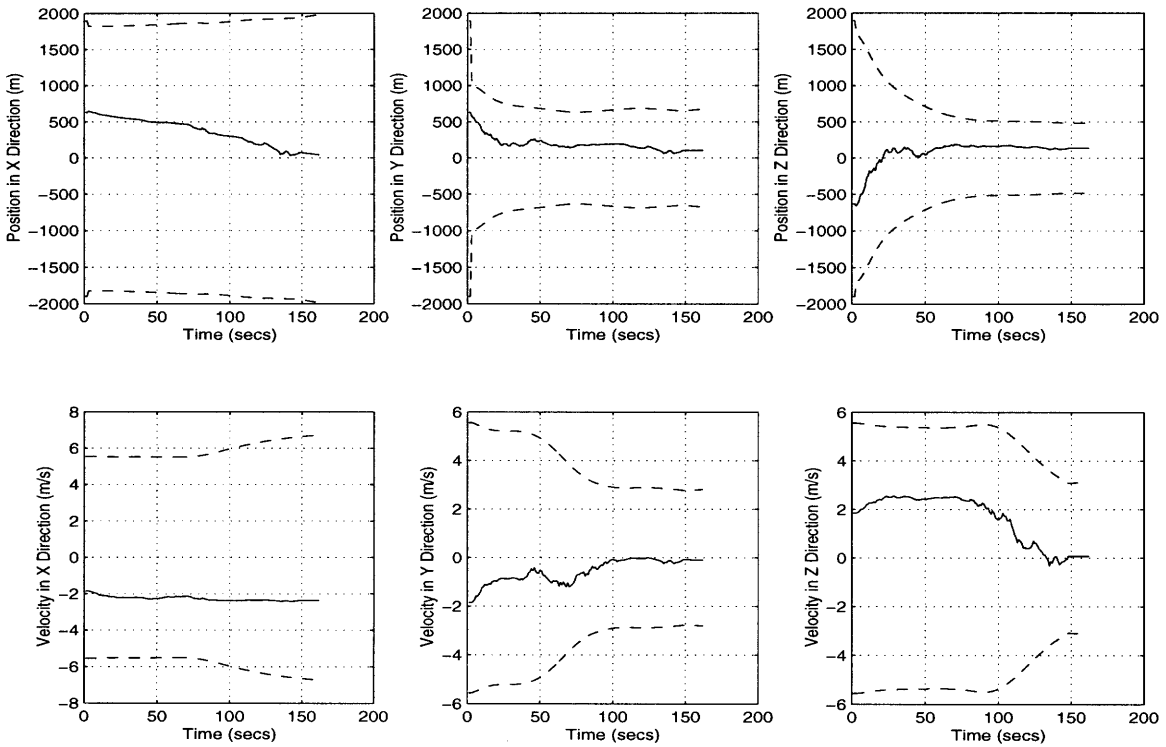 Position in X Direction (m)
2000
1500
1000
500
0
−500
−1000
−1500
−2000
0 50 100 150 200
Time (secs)
Position in Y Direction (m)
2000
1500
1000
500
0
−500
−1000
−1500
−2000
0 50 100 150 200
Time (secs)
Position in Z Direction (m)
2000
1500
1000
500
0
−500
−1000
−1500
−2000
0 50 100 150 200
Time (secs)
Velocity in X Direction (m/s)
8
6
4
2
0
−2
−4
−6
−8
0 50 100 150 200
Time (secs)
Velocity in Y Direction (m/s)
6
4
2
0
−2
−4
−6
0 50 100 150 200
Time (secs)
Velocity in Z Direction (m/s)
6
4
2
0
−2
−4
−6
0 50 100 150 200
Time (secs)